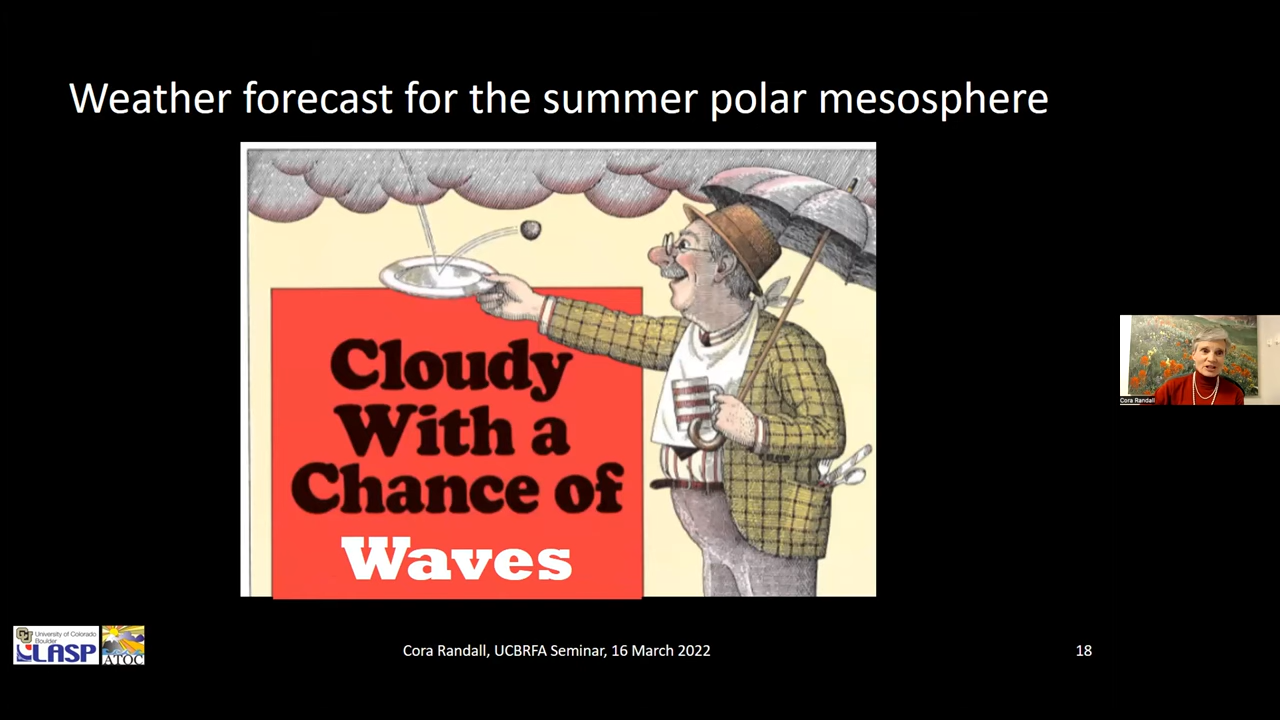 Weather forecast for the summer polar mesosphere
Cloudy
With a
Chance of
Waves
Cora Randall
University of Colorado
Boulder
CU
LASP
ATOC
Cora Randall, UCBRFA Seminar, 16 March 2022
18